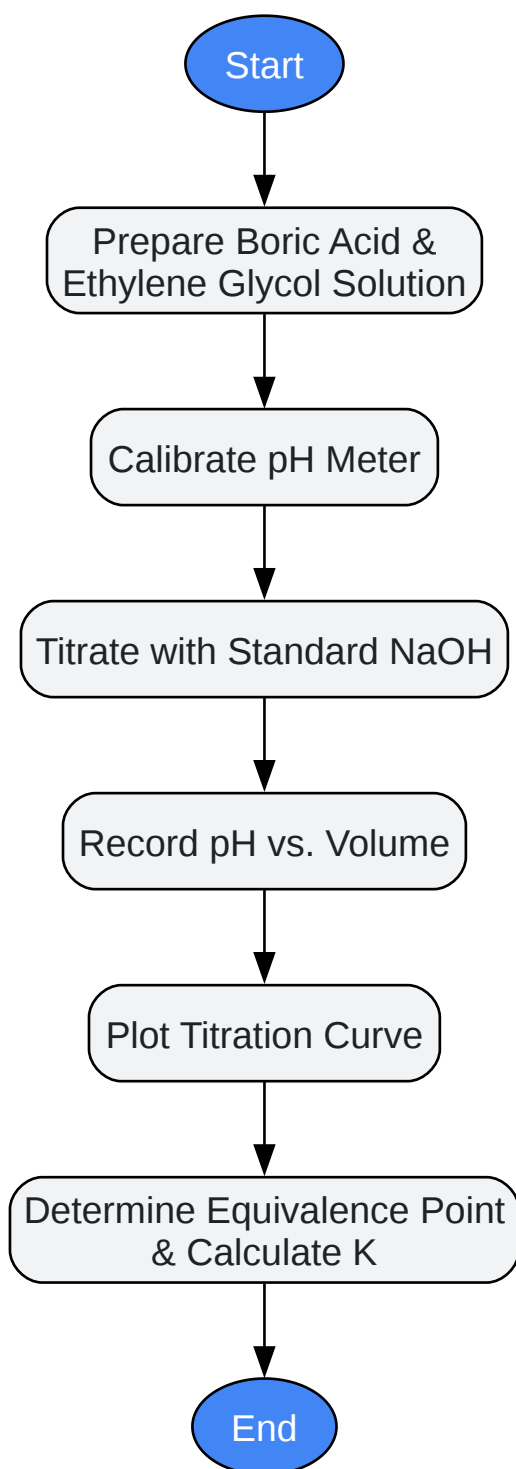 Start
Prepare Boric Acid &
Ethylene Glycol Solution
Calibrate pH Meter
Titrate with Standard NaOH
Record pH vs. Volume
Plot Titration Curve
Determine Equivalence Point
& Calculate K
End